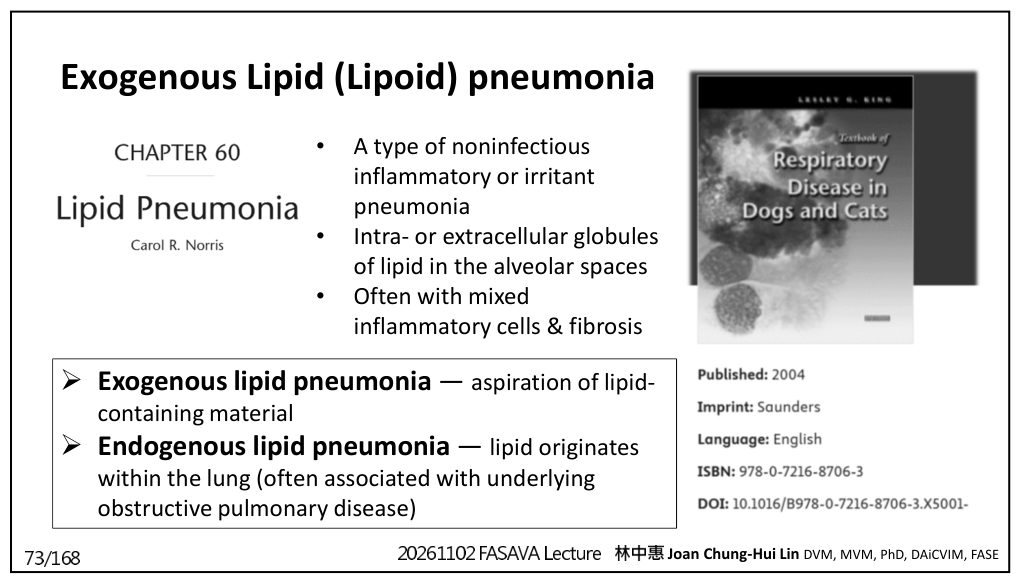 Exogenous Lipid (Lipoid) pneumonia
CHAPTER 60
Lipid Pneumonia
Carol R. Norris
• A type of noninfectious
inflammatory or irritant
pneumonia
• Intra- or extracellular globules
of lipid in the alveolar spaces
• Often with mixed
inflammatory cells & fibrosis
LESLEY G. KING
Textbook of
Respiratory
Disease in
Dogs and Cats
➢ Exogenous lipid pneumonia — aspiration of lipid-
containing material
➢ Endogenous lipid pneumonia — lipid originates
within the lung (often associated with underlying
obstructive pulmonary disease)
Published: 2004
Imprint: Saunders
Language: English
ISBN: 978-0-7216-8706-3
DOI: 10.1016/B978-0-7216-8706-3.X5001-
73/168
20261102 FASAVA Lecture 林中惠 Joan Chung-Hui Lin DVM, MVM, PhD, DAiCVIM, FASE